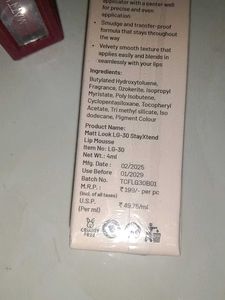 applicator with a center well
for precise and even
application
• Smudge and transfer-proof
formula that stays throughout
the way
• Velvety smooth texture that
applies easily and blends in
seamlessly with your lips
Ingredients:
Butylated Hydroxytoluene,
Fragrance, Ozokerite, Isopropyl
Myristate, Poly Isobutene,
Cyclopentasiloxane, Tocopheryl
Acetate, Tri methyl silicare, Iso
dodecane, Pigment Colour
Product Name:
Matt Look LG-30 StayXtend
Lip Mousse
Item No: LG-30
Net Wt.: 4ml
Mfg. Date : 02/2025
Use Before 01/2029
Batch No. TCFLG30B01
M.R.P. : ₹199/- per pc
(Incl. of all taxes)
U.S.P. : ₹49.75/ml
(Per ml)
CRUELTY
FREE